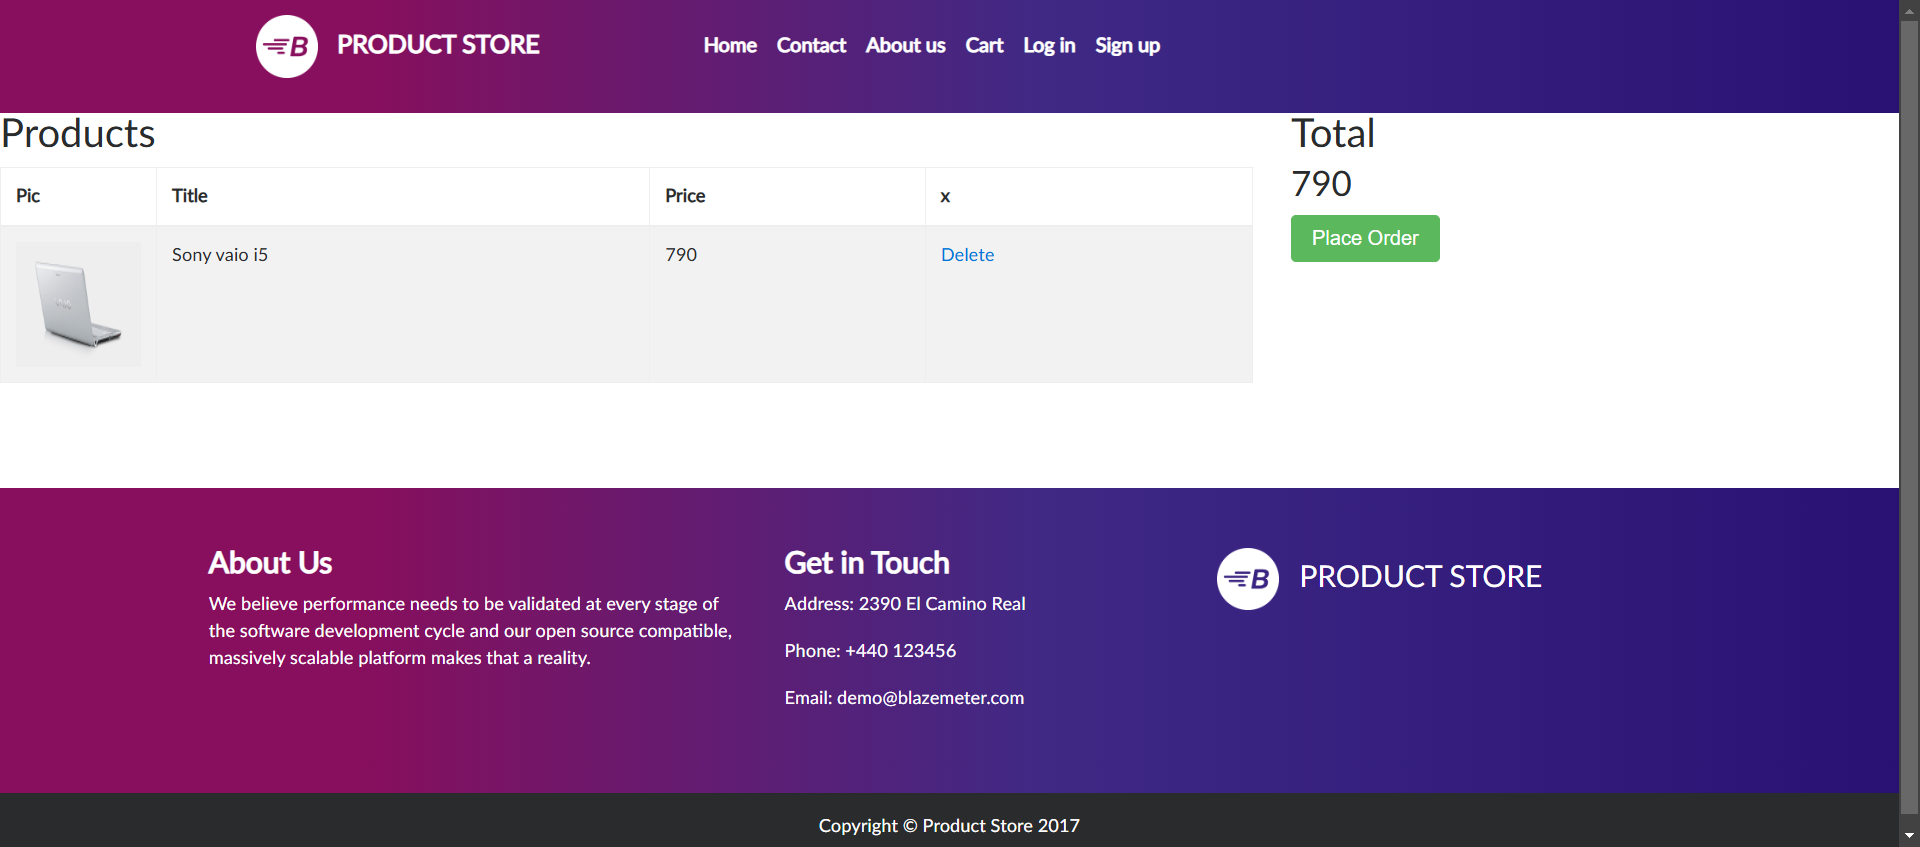 B PRODUCT STORE Home Contact About us Cart Log in Sign up
Products
Pic Title Price x
Sony vaio i5 790 Delete
VAIO
Total
790
Place Order
About Us
We believe performance needs to be validated at every stage of
the software development cycle and our open source compatible,
massively scalable platform makes that a reality.
Get in Touch
Address: 2390 El Camino Real
Phone: +440 123456
Email: demo@blazemeter.com
B PRODUCT STORE
Copyright © Product Store 2017